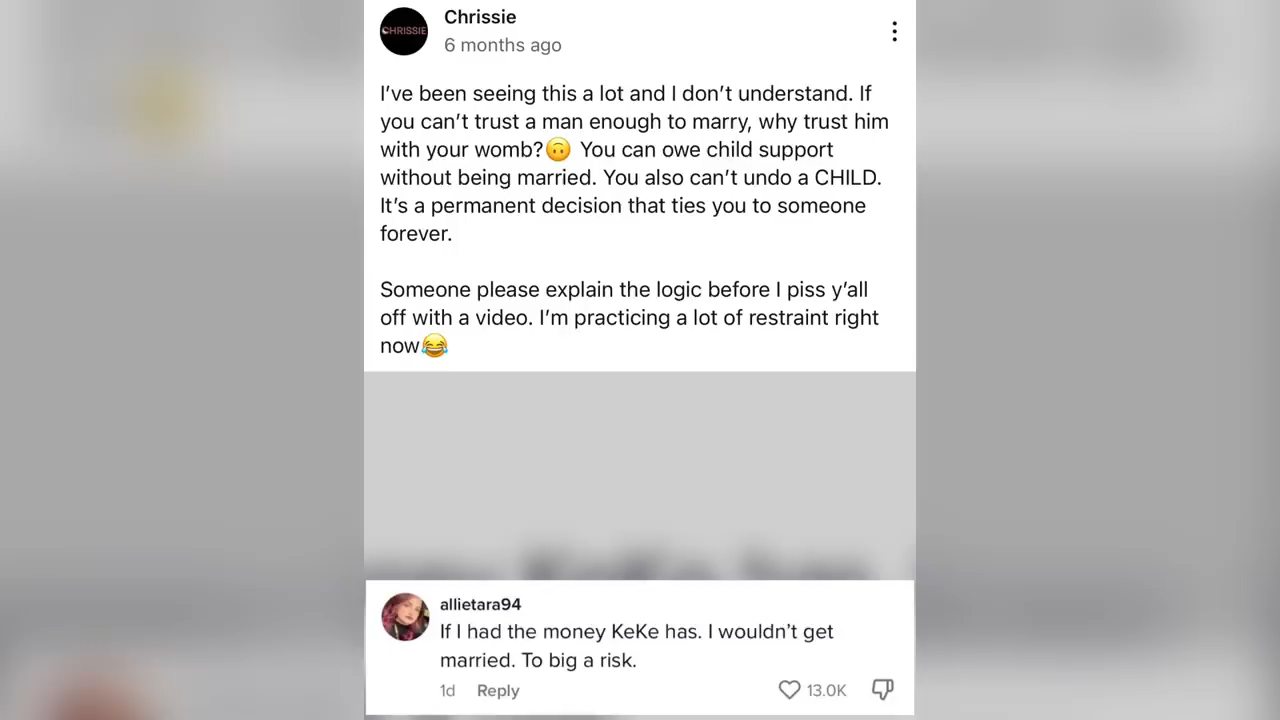 CHRISSIE
Chrissie
6 months ago
I’ve been seeing this a lot and I don’t understand. If
you can’t trust a man enough to marry, why trust him
with your womb?🙃 You can owe child support
without being married. You also can’t undo a CHILD.
It’s a permanent decision that ties you to someone
forever.
Someone please explain the logic before I piss y’all
off with a video. I’m practicing a lot of restraint right
now😂
allietara94
If I had the money KeKe has. I wouldn’t get
married. To big a risk.
1d Reply 13.0K